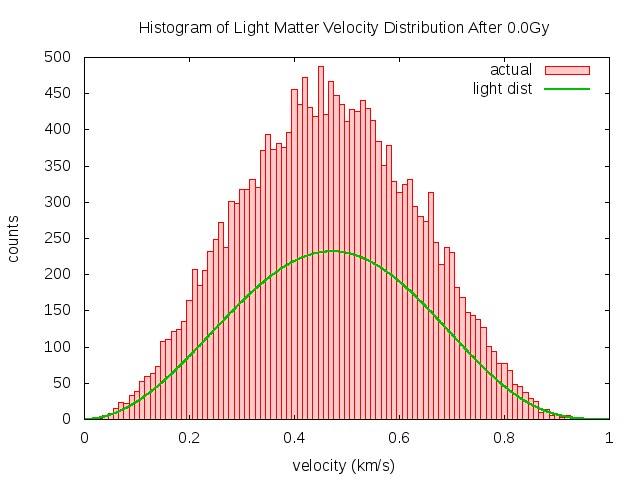 Histogram of Light Matter Velocity Distribution After 0.0Gy
500
450
400
350
300
250
200
150
100
50
0
counts
actual
light dist
0 0.2 0.4 0.6 0.8 1
velocity (km/s)